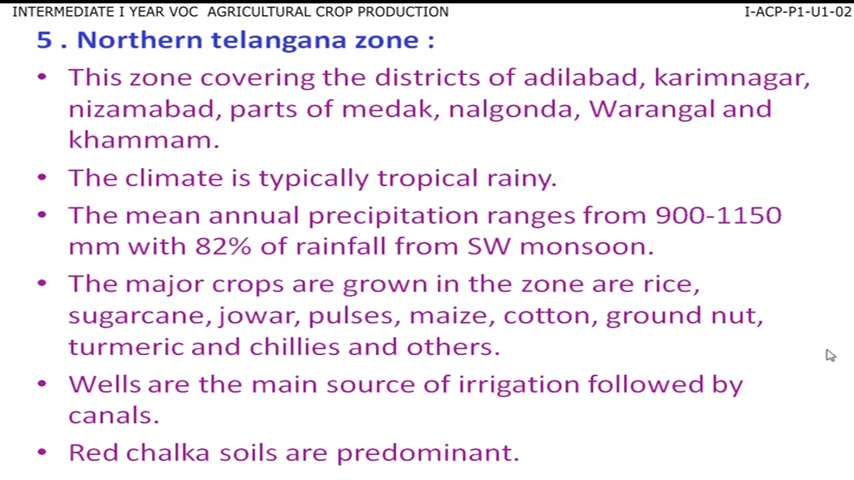 INTERMEDIATE I YEAR VOC AGRICULTURAL CROP PRODUCTION I-ACP-P1-U1-02
5 . Northern telangana zone :
• This zone covering the districts of adilabad, karimnagar,
nizamabad, parts of medak, nalgonda, Warangal and
khammam.
• The climate is typically tropical rainy.
• The mean annual precipitation ranges from 900-1150
mm with 82% of rainfall from SW monsoon.
• The major crops are grown in the zone are rice,
sugarcane, jowar, pulses, maize, cotton, ground nut,
turmeric and chillies and others.
• Wells are the main source of irrigation followed by
canals.
• Red chalka soils are predominant.